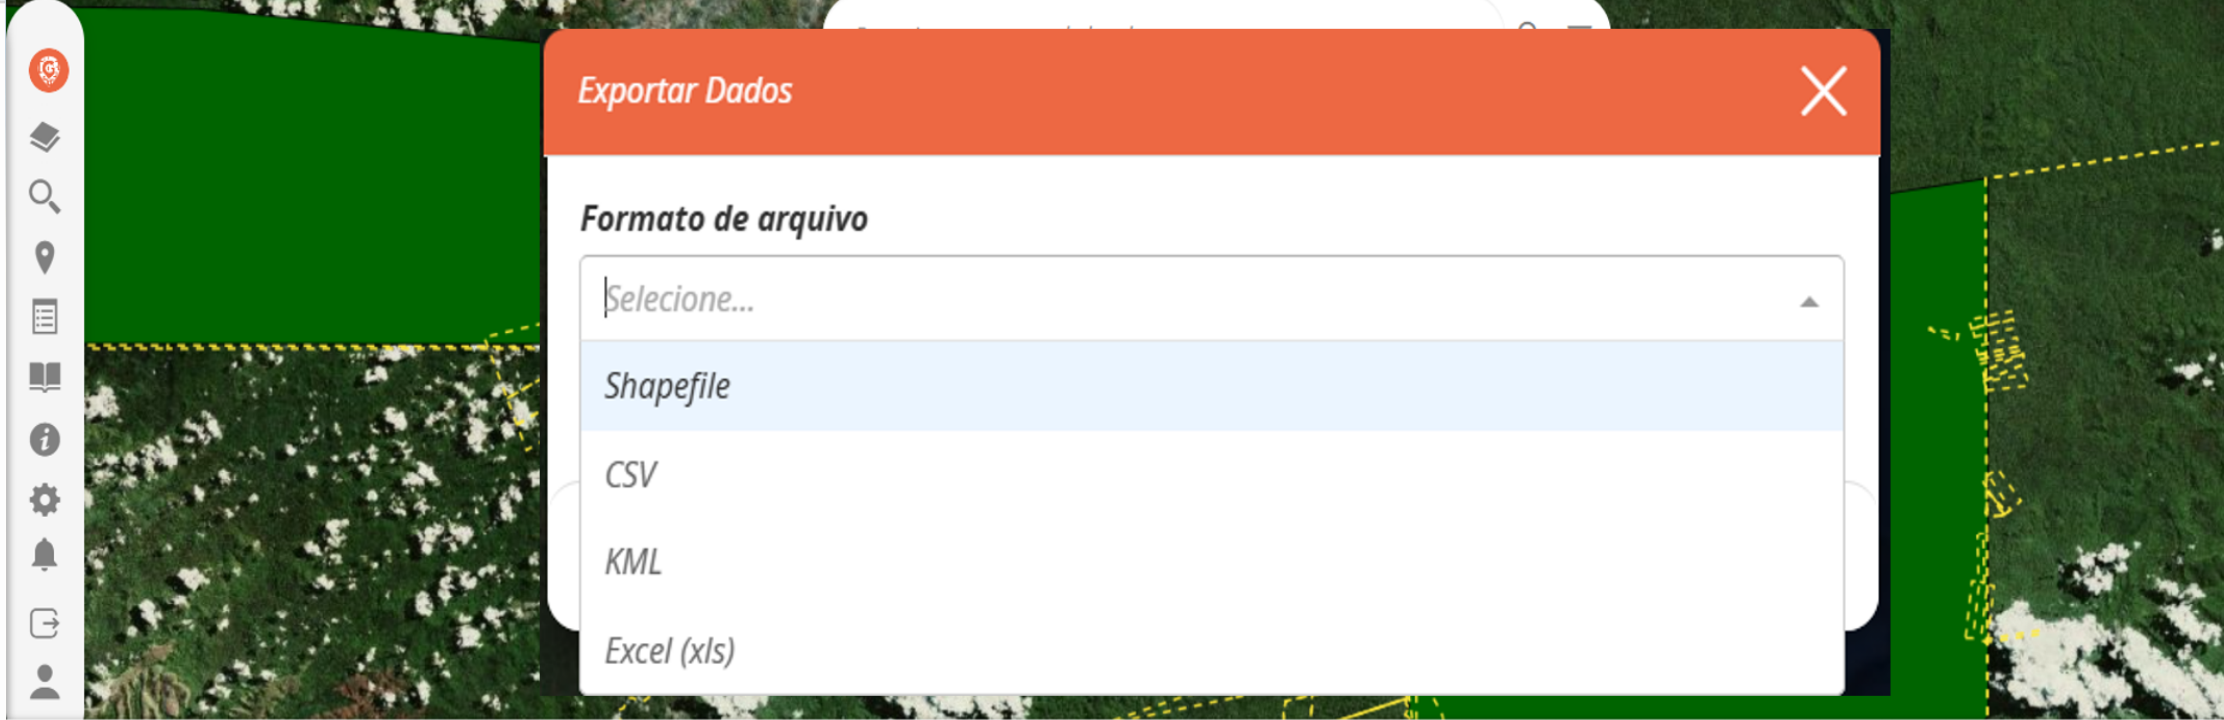 Exportar Dados
Formato de arquivo
Selecione...
Shapefile
CSV
KML
Excel (xls)